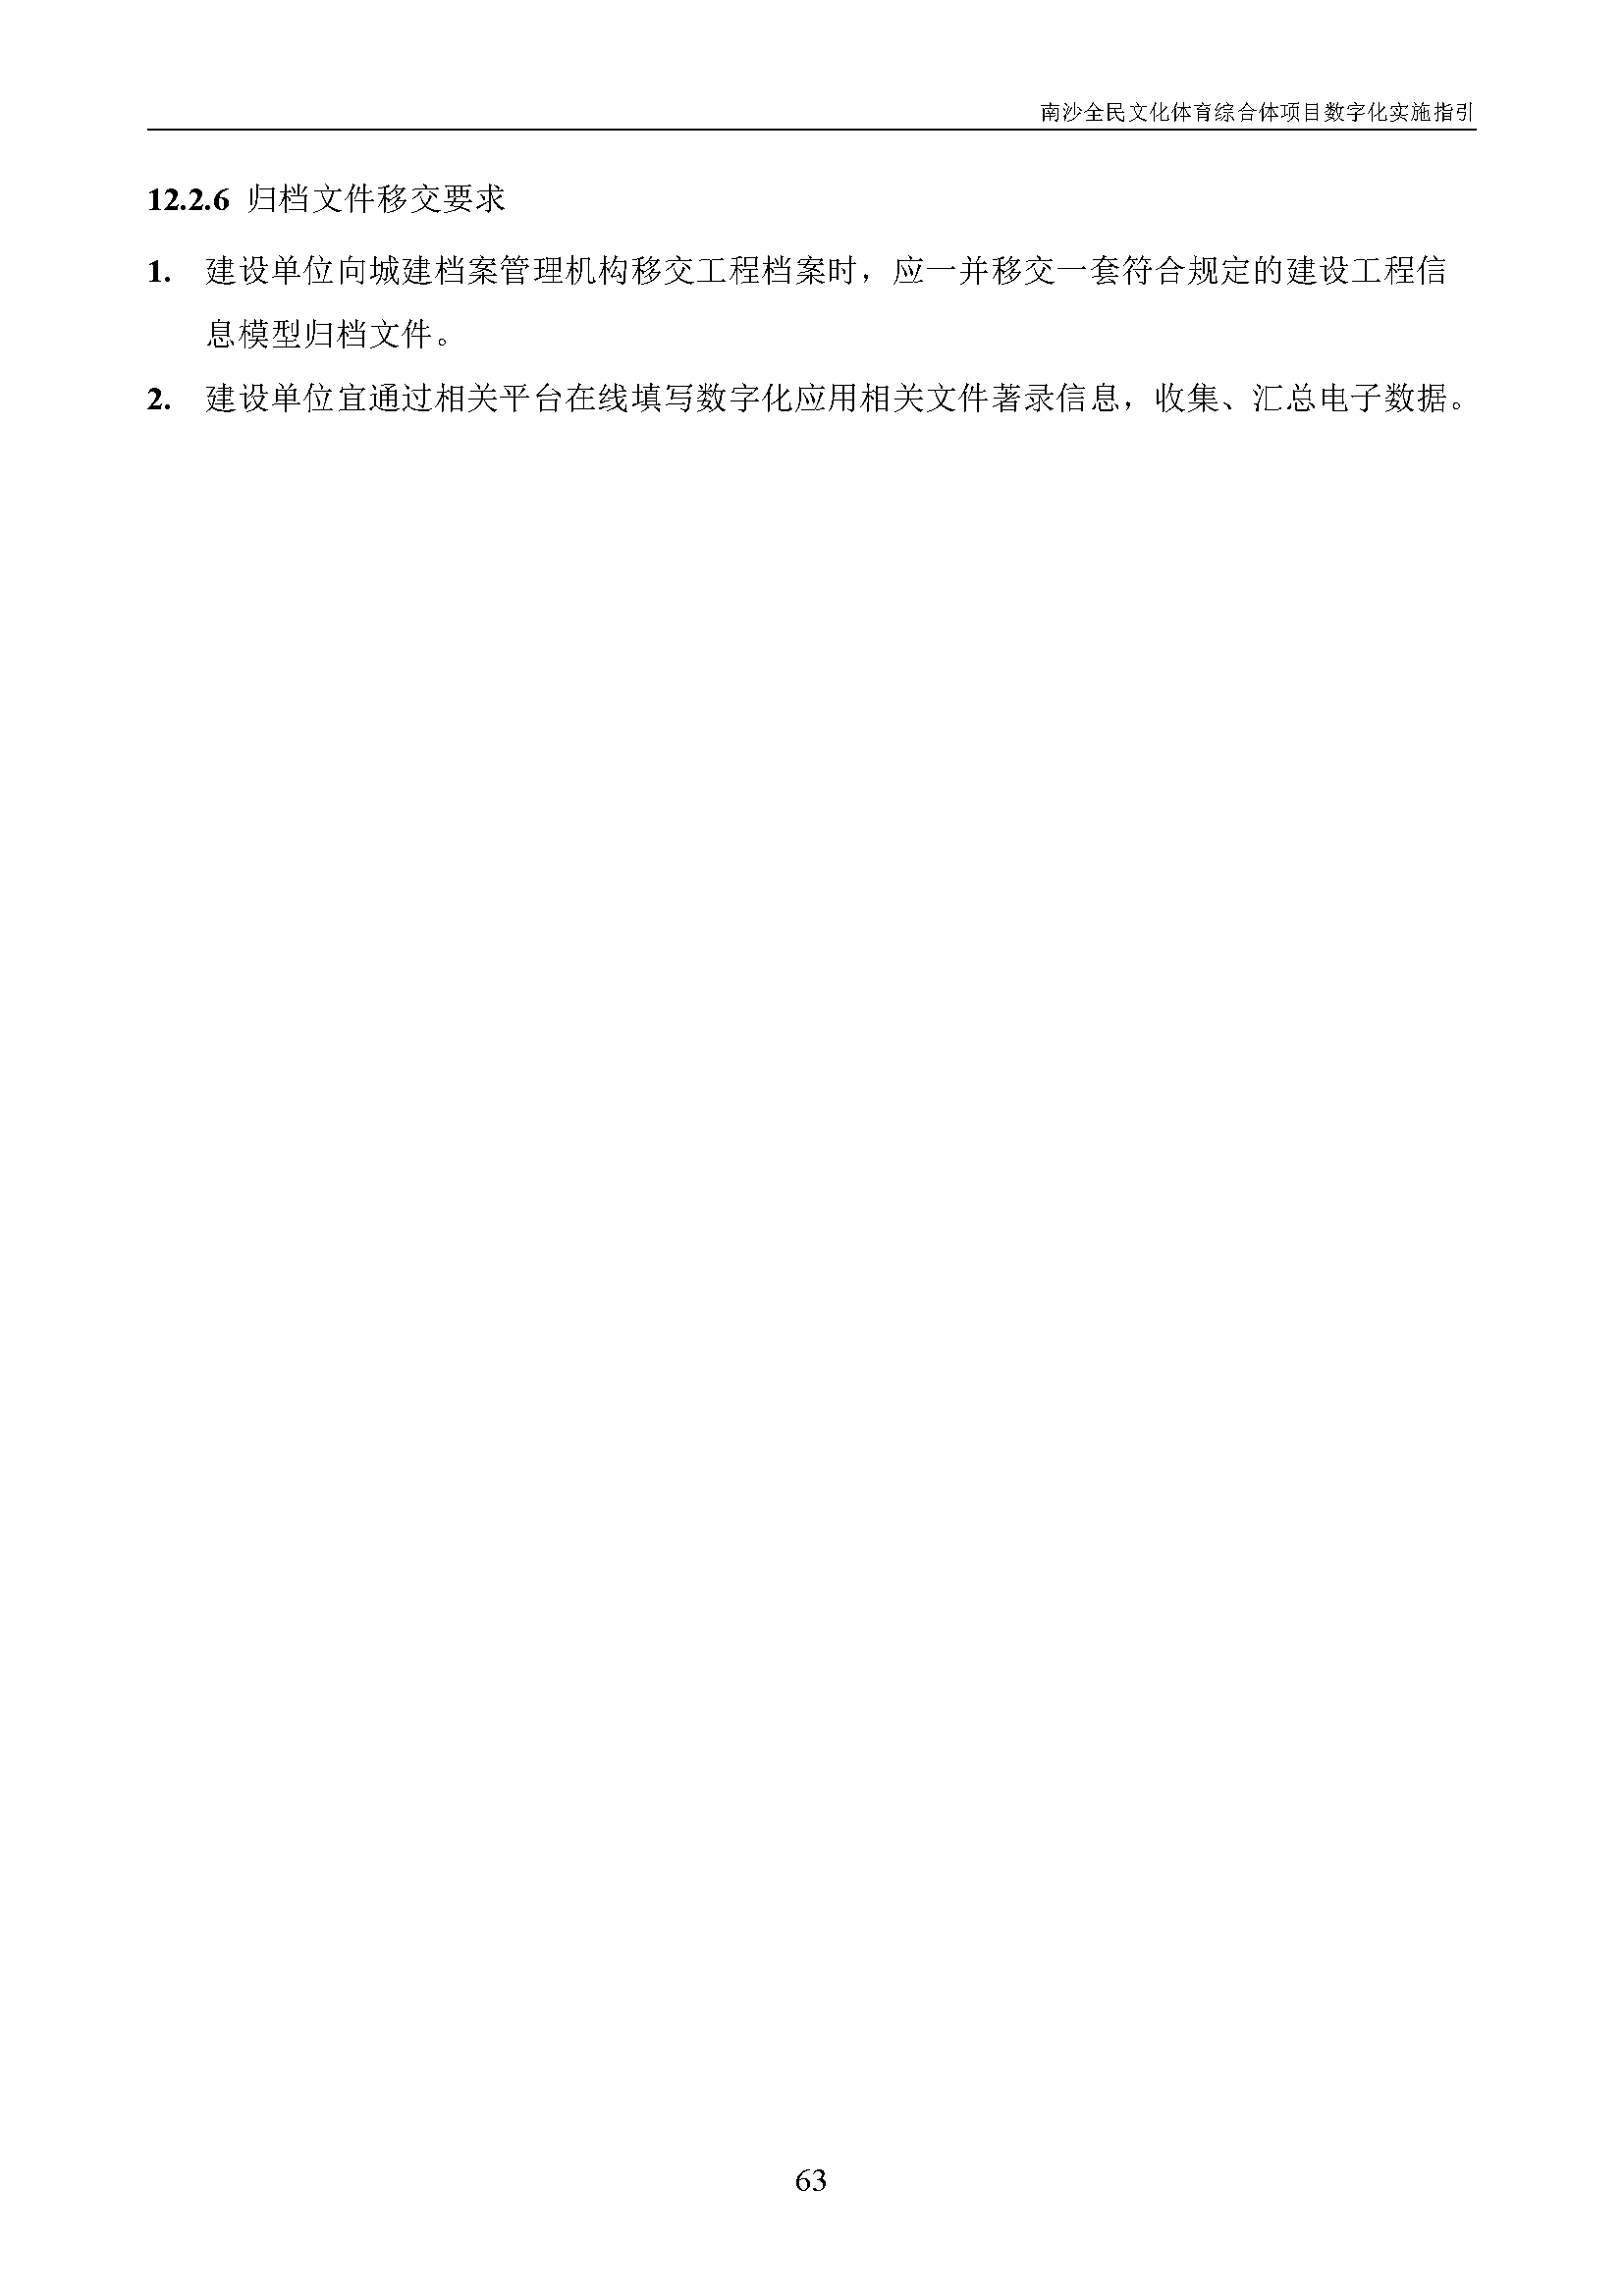 南沙全民文化体育综合体项目数字化实施指引
12.2.6 归档文件移交要求
1. 建设单位向城建档案管理机构移交工程档案时，应一并移交一套符合规定的建设工程信
息模型归档文件。
2. 建设单位宜通过相关平台在线填写数字化应用相关文件著录信息，收集、汇总电子数据。
63